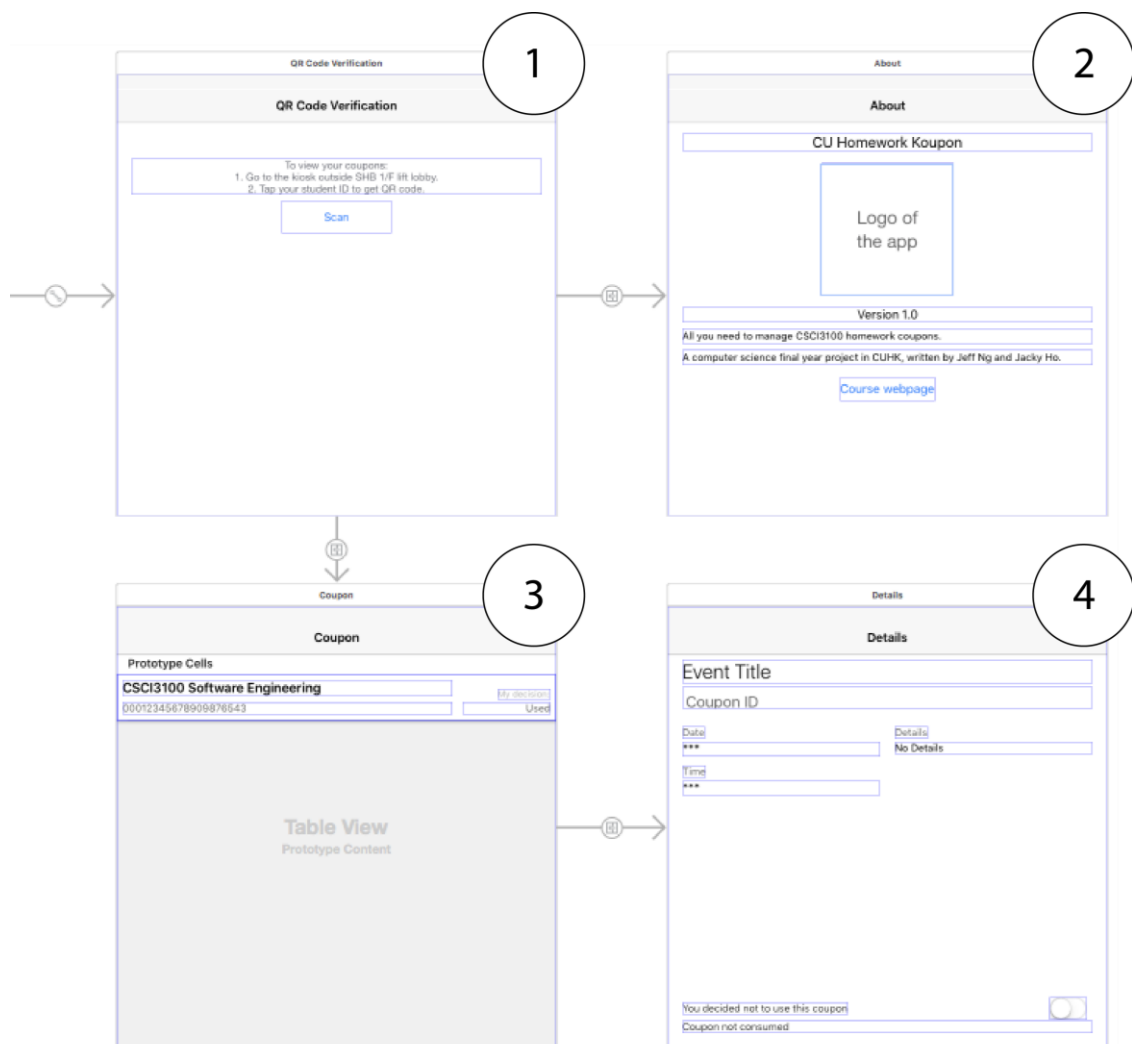 1
QR Code Verification
QR Code Verification
To view your coupons:
1. Go to the kiosk outside SHB 1/F lift lobby.
2. Tap your student ID to get QR code.
Scan
2
About
About
CU Homework Koupon
Logo of
the app
Version 1.0
All you need to manage CSCI3100 homework coupons.
A computer science final year project in CUHK, written by Jeff Ng and Jacky Ho.
Course webpage
3
Coupon
Coupon
Prototype Cells
CSCI3100 Software Engineering
My decision
00012345678909876543
Used
Table View
Prototype Content
4
Details
Details
Event Title
Coupon ID
Date
Details
***
No Details
Time
***
You decided not to use this coupon
Coupon not consumed